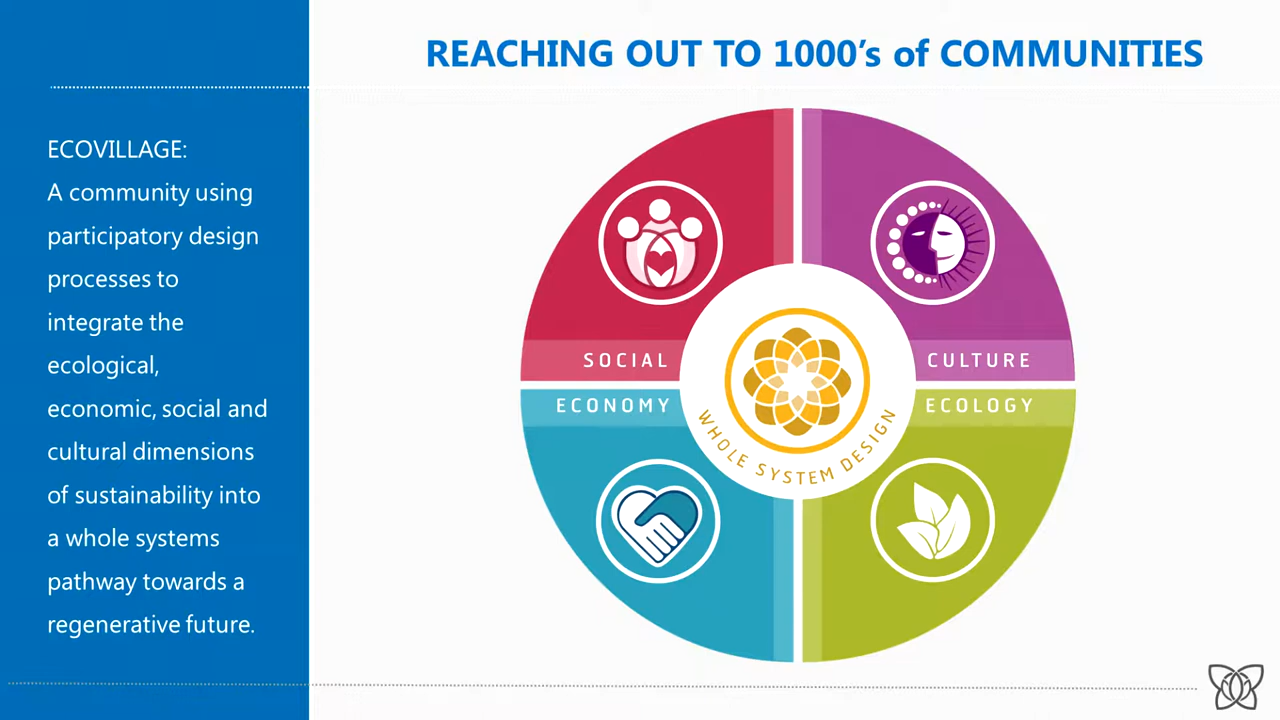 REACHING OUT TO 1000’s of COMMUNITIES
ECOVILLAGE:
A community using
participatory design
processes to
integrate the
ecological,
economic, social and
cultural dimensions
of sustainability into
a whole systems
pathway towards a
regenerative future.
SOCIAL
CULTURE
ECONOMY
ECOLOGY
WHOLE SYSTEM DESIGN